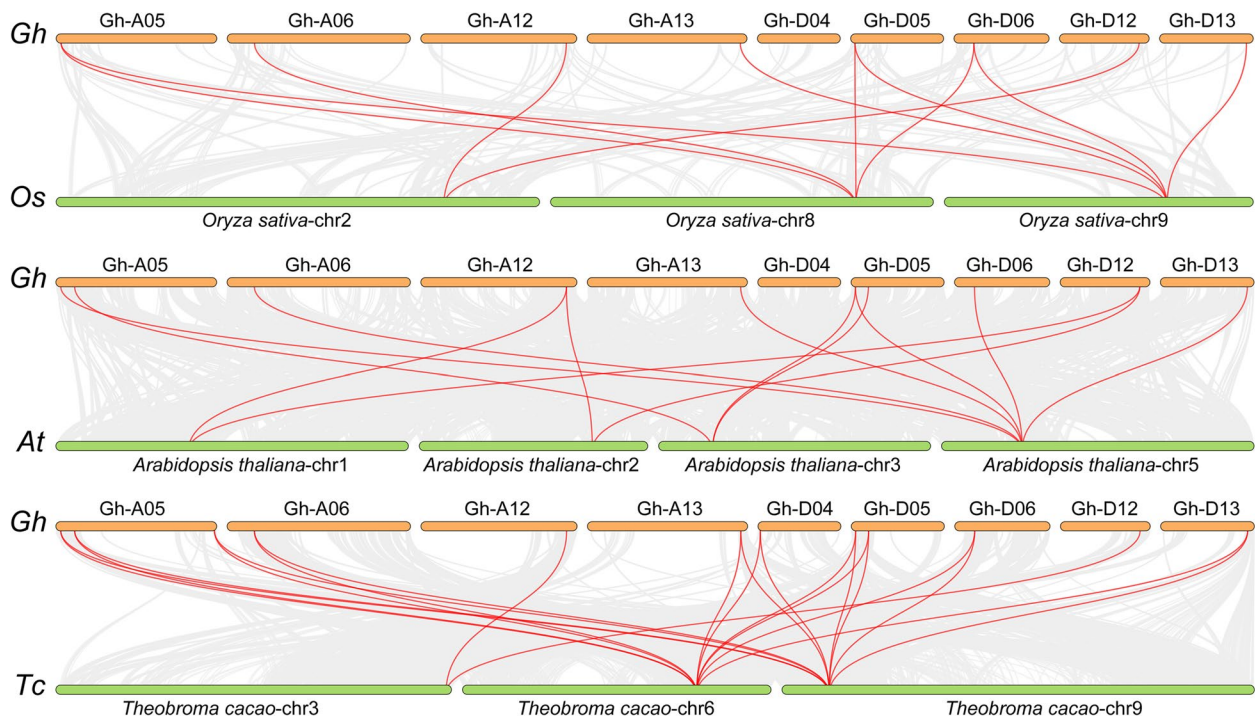 Gh Gh-A05 Gh-A06 Gh-A12 Gh-A13 Gh-D04 Gh-D05 Gh-D06 Gh-D12 Gh-D13
Os
Oryza sativa-chr2 Oryza sativa-chr8 Oryza sativa-chr9
Gh Gh-A05 Gh-A06 Gh-A12 Gh-A13 Gh-D04 Gh-D05 Gh-D06 Gh-D12 Gh-D13
At
Arabidopsis thaliana-chr1 Arabidopsis thaliana-chr2 Arabidopsis thaliana-chr3 Arabidopsis thaliana-chr5
Gh Gh-A05 Gh-A06 Gh-A12 Gh-A13 Gh-D04 Gh-D05 Gh-D06 Gh-D12 Gh-D13
Tc
Theobroma cacao-chr3 Theobroma cacao-chr6 Theobroma cacao-chr9